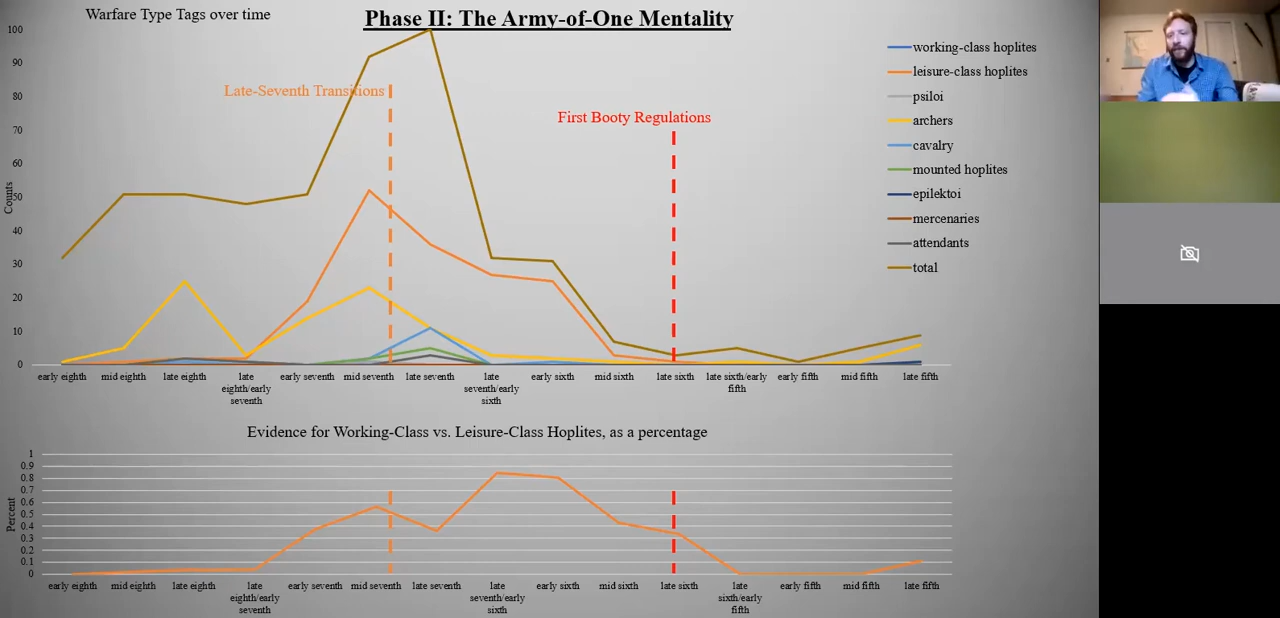 Warfare Type Tags over time
Phase II: The Army-of-One Mentality
100
90
80
70
60
50
40
30
20
10
0
Counts
Late-Seventh Transitions
First Booty Regulations
working-class hoplites
leisure-class hoplites
psiloi
archers
cavalry
mounted hoplites
epilektoi
mercenaries
attendants
total
early eighth
mid eighth
late eighth
late
eighth/early
seventh
early seventh
mid seventh
late seventh
late
seventh/early
sixth
early sixth
mid sixth
late sixth
late sixth/early
fifth
early fifth
mid fifth
late fifth
Evidence for Working-Class vs. Leisure-Class Hoplites, as a percentage
1
0.9
0.8
0.7
0.6
0.5
0.4
0.3
0.2
0.1
0
Percent
early eighth
mid eighth
late eighth
late
eighth/early
seventh
early seventh
mid seventh
late seventh
late
seventh/early
sixth
early sixth
mid sixth
late sixth
late
sixth/early
fifth
early fifth
mid fifth
late fifth